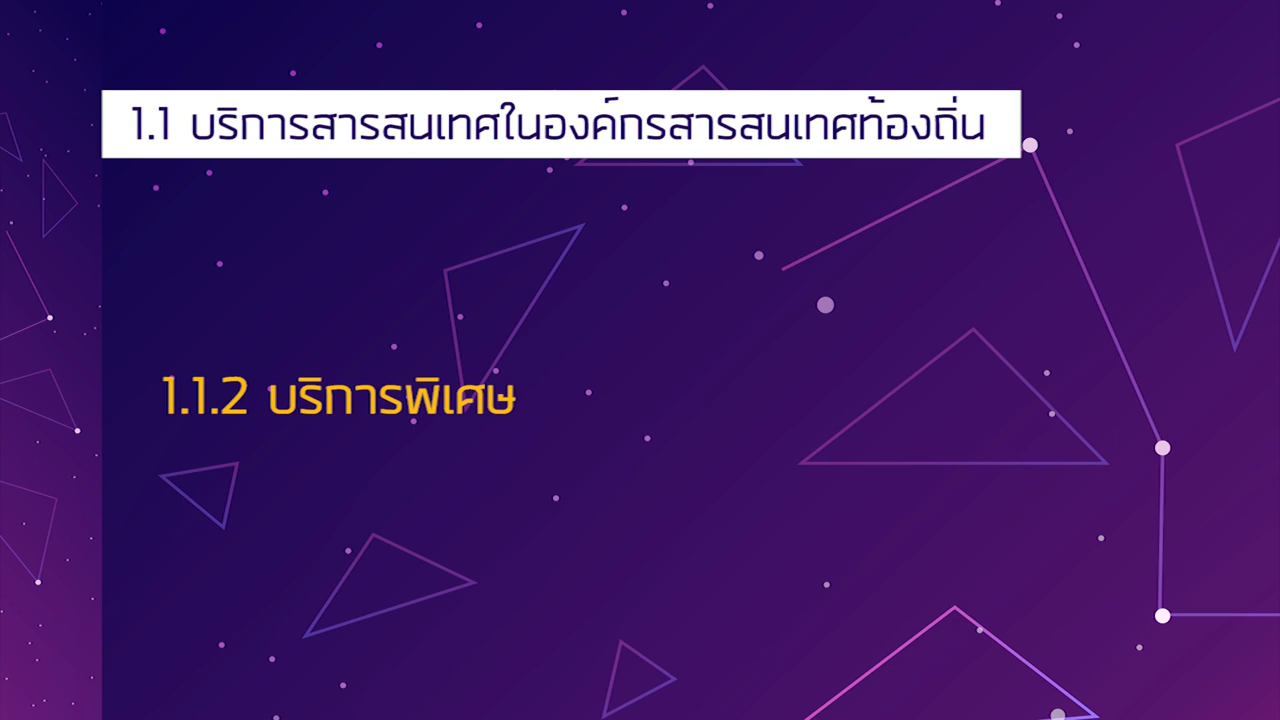 1.1 บริการสารสนเทศในองค์กรสารสนเทศท้องถิ่น
1.1.2 บริการพิเศษ